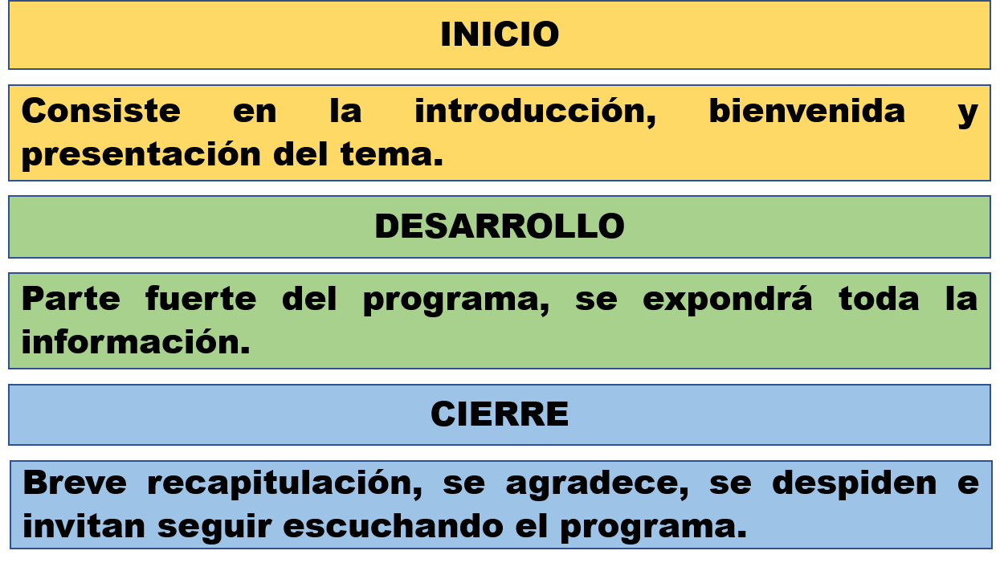 INICIO
Consiste en la introducción, bienvenida y
presentación del tema.
DESARROLLO
Parte fuerte del programa, se expondrá toda la
información.
CIERRE
Breve recapitulación, se agradece, se despiden e
invitan seguir escuchando el programa.